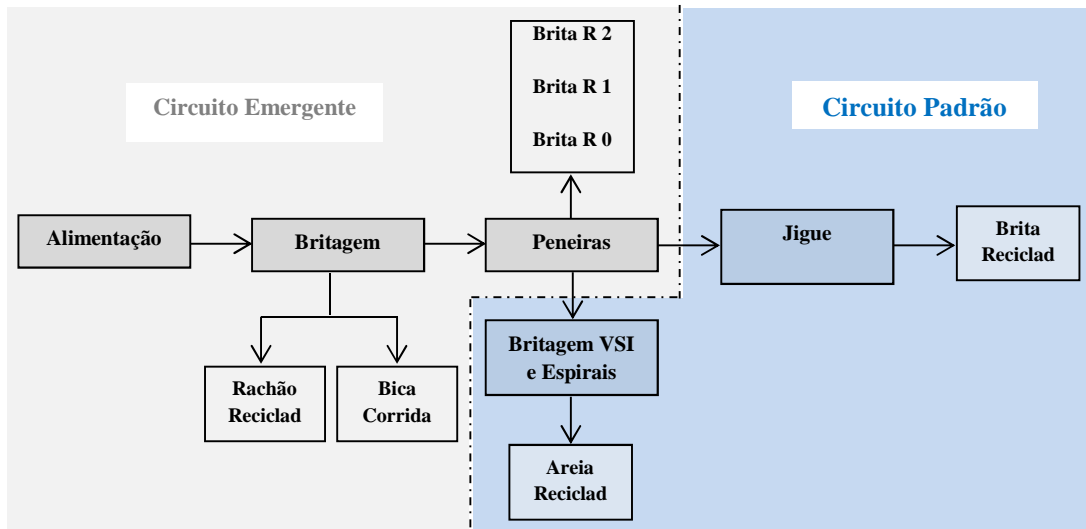 Brita R 2
Brita R 1
Brita R 0
Circuito Emergente
Circuito Padrão
Alimentação
Britagem
Peneiras
Jigue
Brita
Reciclad
Britagem VSI
e Espirais
Rachão
Reciclad
Bica
Corrida
Areia
Reciclad